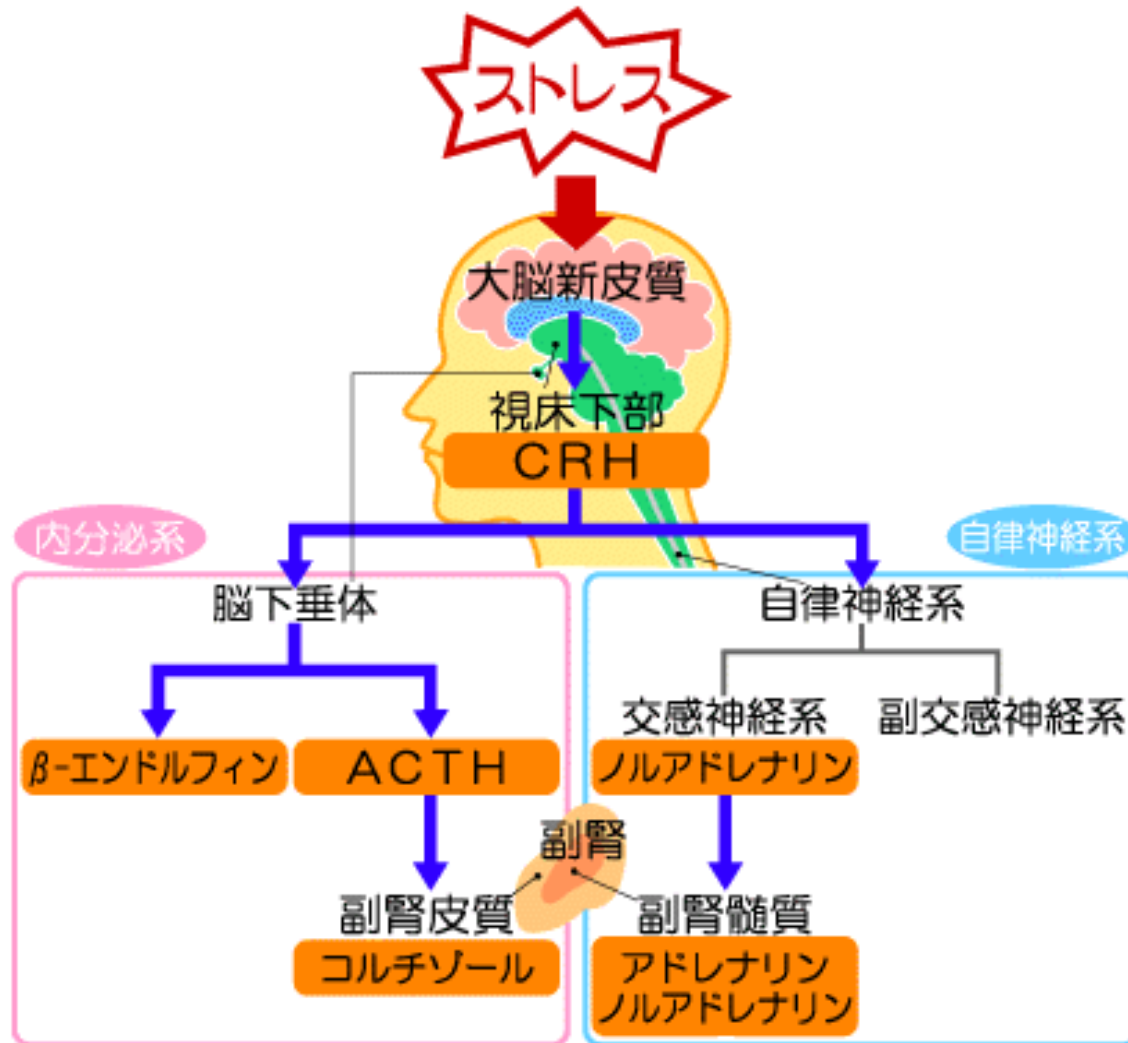 ストレス
大脳新皮質
視床下部
CRH
内分泌系
自律神経系
脳下垂体
自律神経系
交感神経系
副交感神経系
β-エンドルフィン
ACTH
ノルアドレナリン
副腎
副腎皮質
副腎髄質
コルチゾール
アドレナリン
ノルアドレナリン